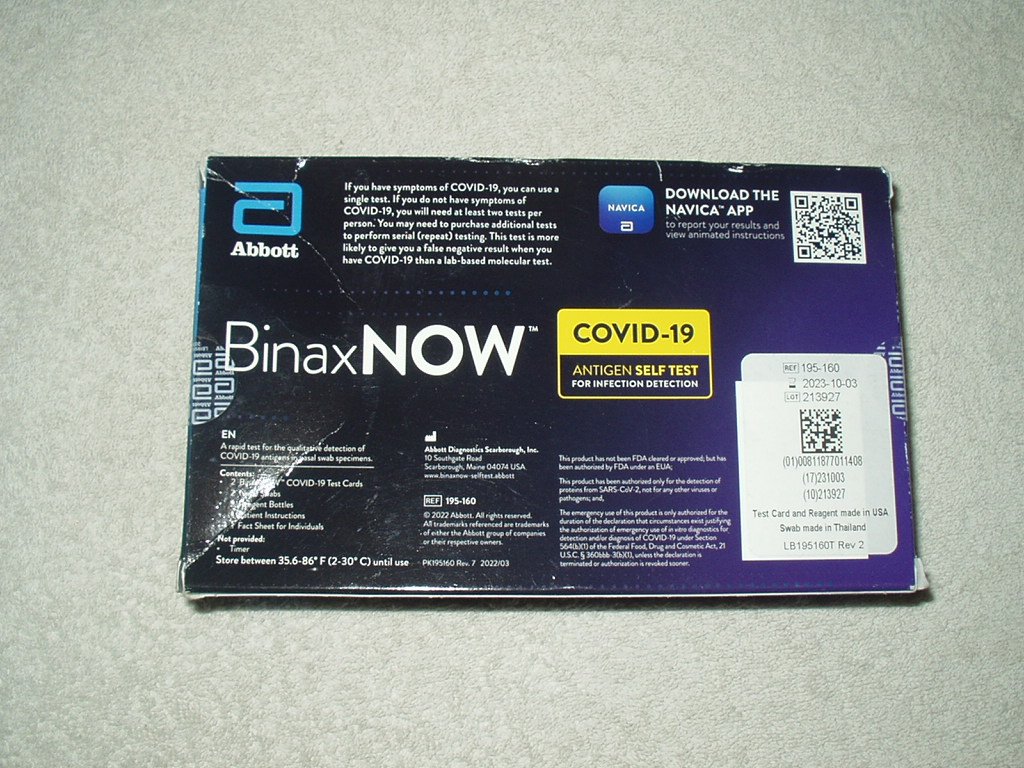 Abbott
If you have symptoms of COVID-19, you can use a
single test. If you do not have symptoms of
COVID-19, you will need at least two tests per
person. You may need to purchase additional tests
to perform serial (repeat) testing. This test is more
likely to give you a false negative result when you
have COVID-19 than a lab-based molecular test.
NAVICA
DOWNLOAD THE
NAVICA™ APP
to report your results and
view animated instructions
BinaxNOW™
COVID-19
ANTIGEN SELF TEST
FOR INFECTION DETECTION
EN
A rapid test for the qualitative detection of
COVID-19 antigens in nasal swab specimens.
Contents:
2 COVID-19 Test Cards
2 Swabs
Bottles
Instructions
Fact Sheet for Individuals
Not provided:
• Timer
Store between 35.6-86° F (2-30° C) until use
Abbott Diagnostics Scarborough, Inc.
10 Southgate Road
Scarborough, Maine 04074 USA
www.binaxnow-selftest.abbott
REF 195-160
© 2022 Abbott. All rights reserved.
All trademarks referenced are trademarks
of either the Abbott group of companies
or their respective owners.
PK195160 Rev. 7 2022/03
This product has not been FDA cleared or approved; but has
been authorized by FDA under an EUA;
This product has been authorized only for the detection of
proteins from SARS-CoV-2, not for any other viruses or
pathogens; and,
The emergency use of this product is only authorized for the
duration of the declaration that circumstances exist justifying
the authorization of emergency use of in vitro diagnostics for
detection and/or diagnosis of COVID-19 under Section
564(b)(1) of the Federal Food, Drug and Cosmetic Act, 21
U.S.C. § 360bbb-3(b)(1), unless the declaration is
terminated or authorization is revoked sooner.
REF 195-160
2023-10-03
LOT 213927
(01)00811877011408
(17)231003
(10)213927
Test Card and Reagent made in USA
Swab made in Thailand
LB195160T Rev 2